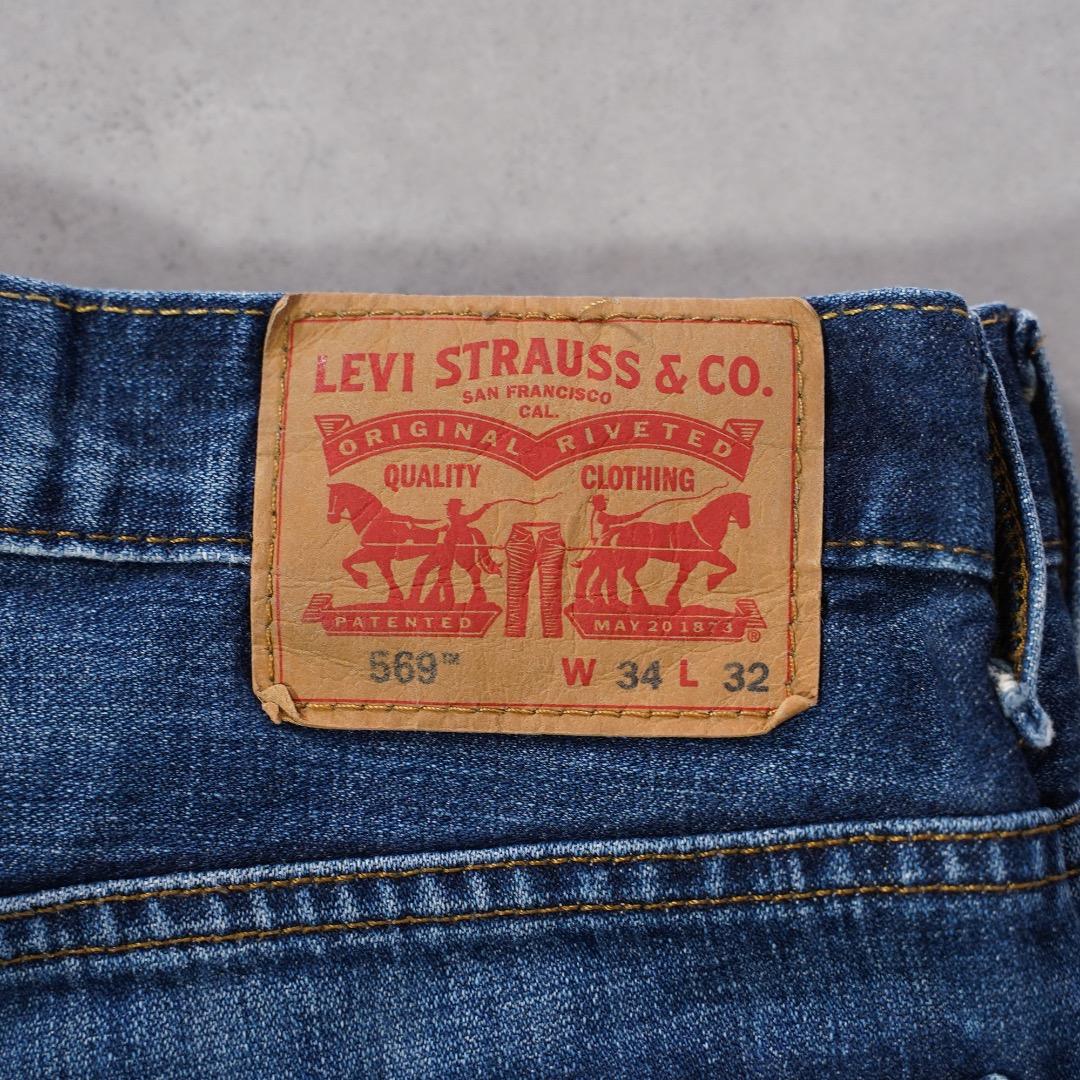 LEVI STRAUSS & CO.
SAN FRANCISCO
CAL.
ORIGINAL RIVETED
QUALITY CLOTHING
PATENTED MAY 20 1873 ®
569™ W 34 L 32